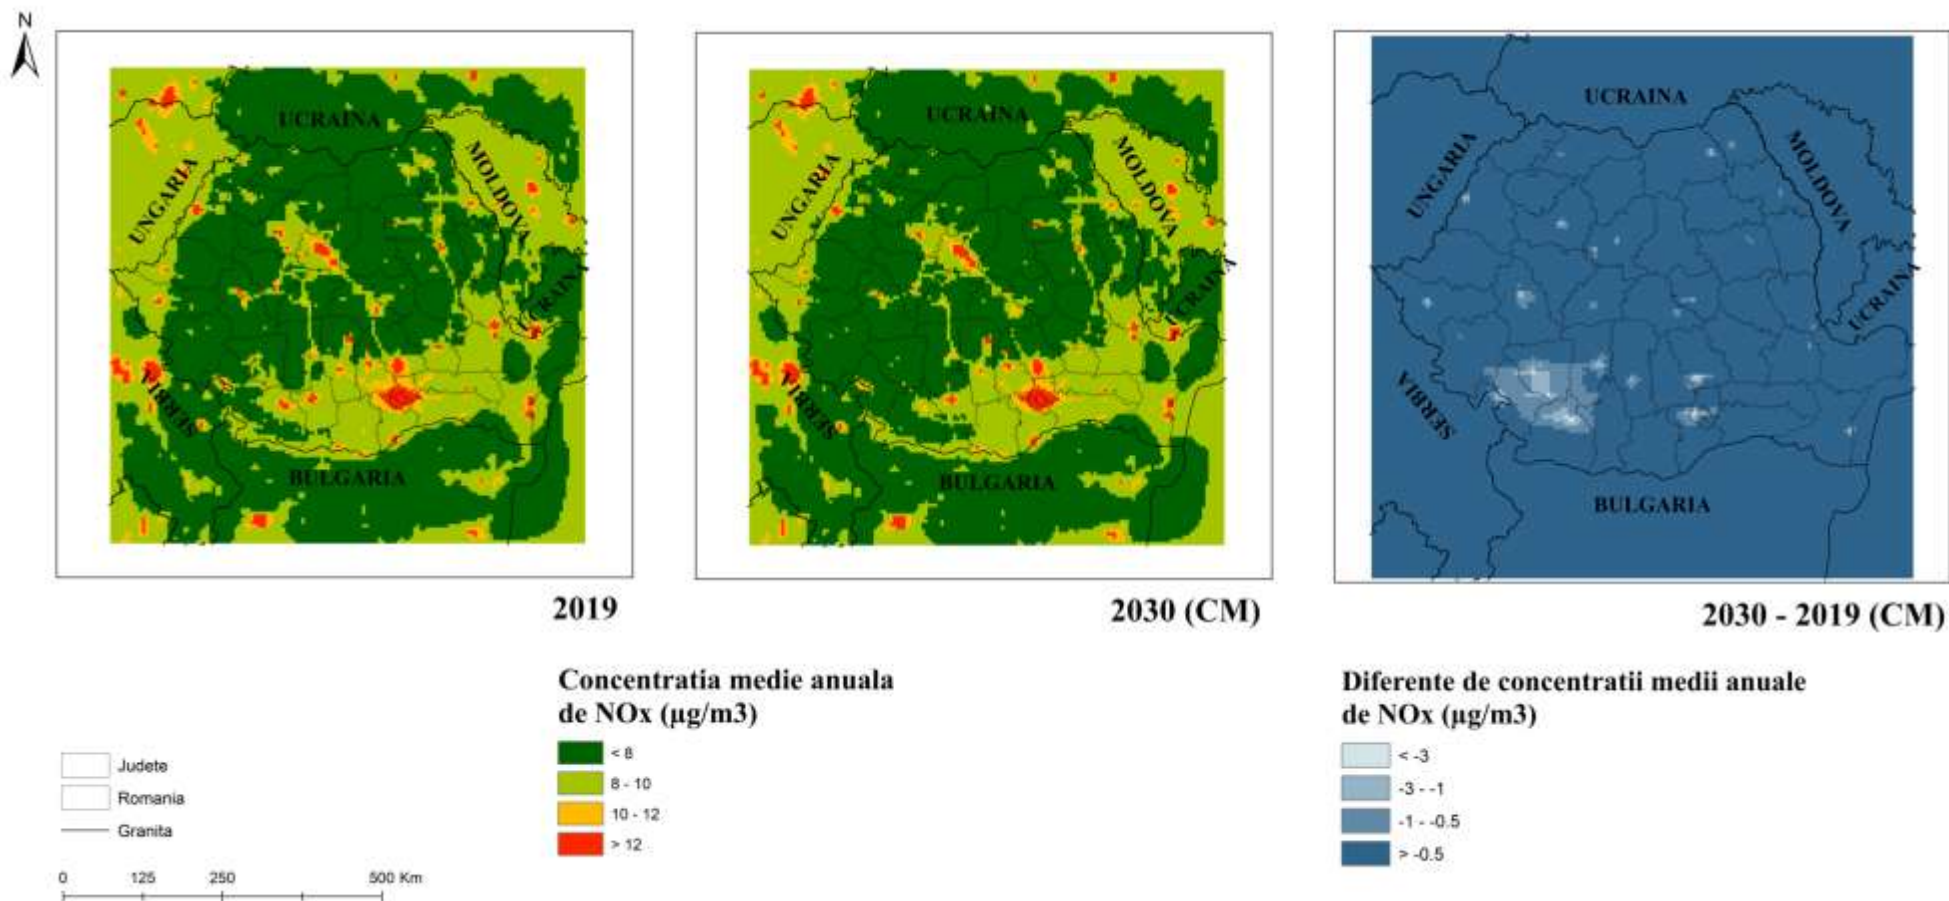 N
UCRAINA
UNGARIA
MOLDOVA
UCRAINA
SERBIA
BULGARIA
2019
UCRAINA
UNGARIA
MOLDOVA
UCRAINA
SERBIA
BULGARIA
2030 (CM)
UCRAINA
UNGARIA
MOLDOVA
UCRAINA
SERBIA
BULGARIA
2030 - 2019 (CM)
Judete
Romania
Granita
0 125 250 500 Km
Concentratia medie anuala
de NOx (µg/m3)
< 8
8 - 10
10 - 12
> 12
Diferente de concentratii medii anuale
de NOx (µg/m3)
< -3
-3 - -1
-1 - -0.5
> -0.5